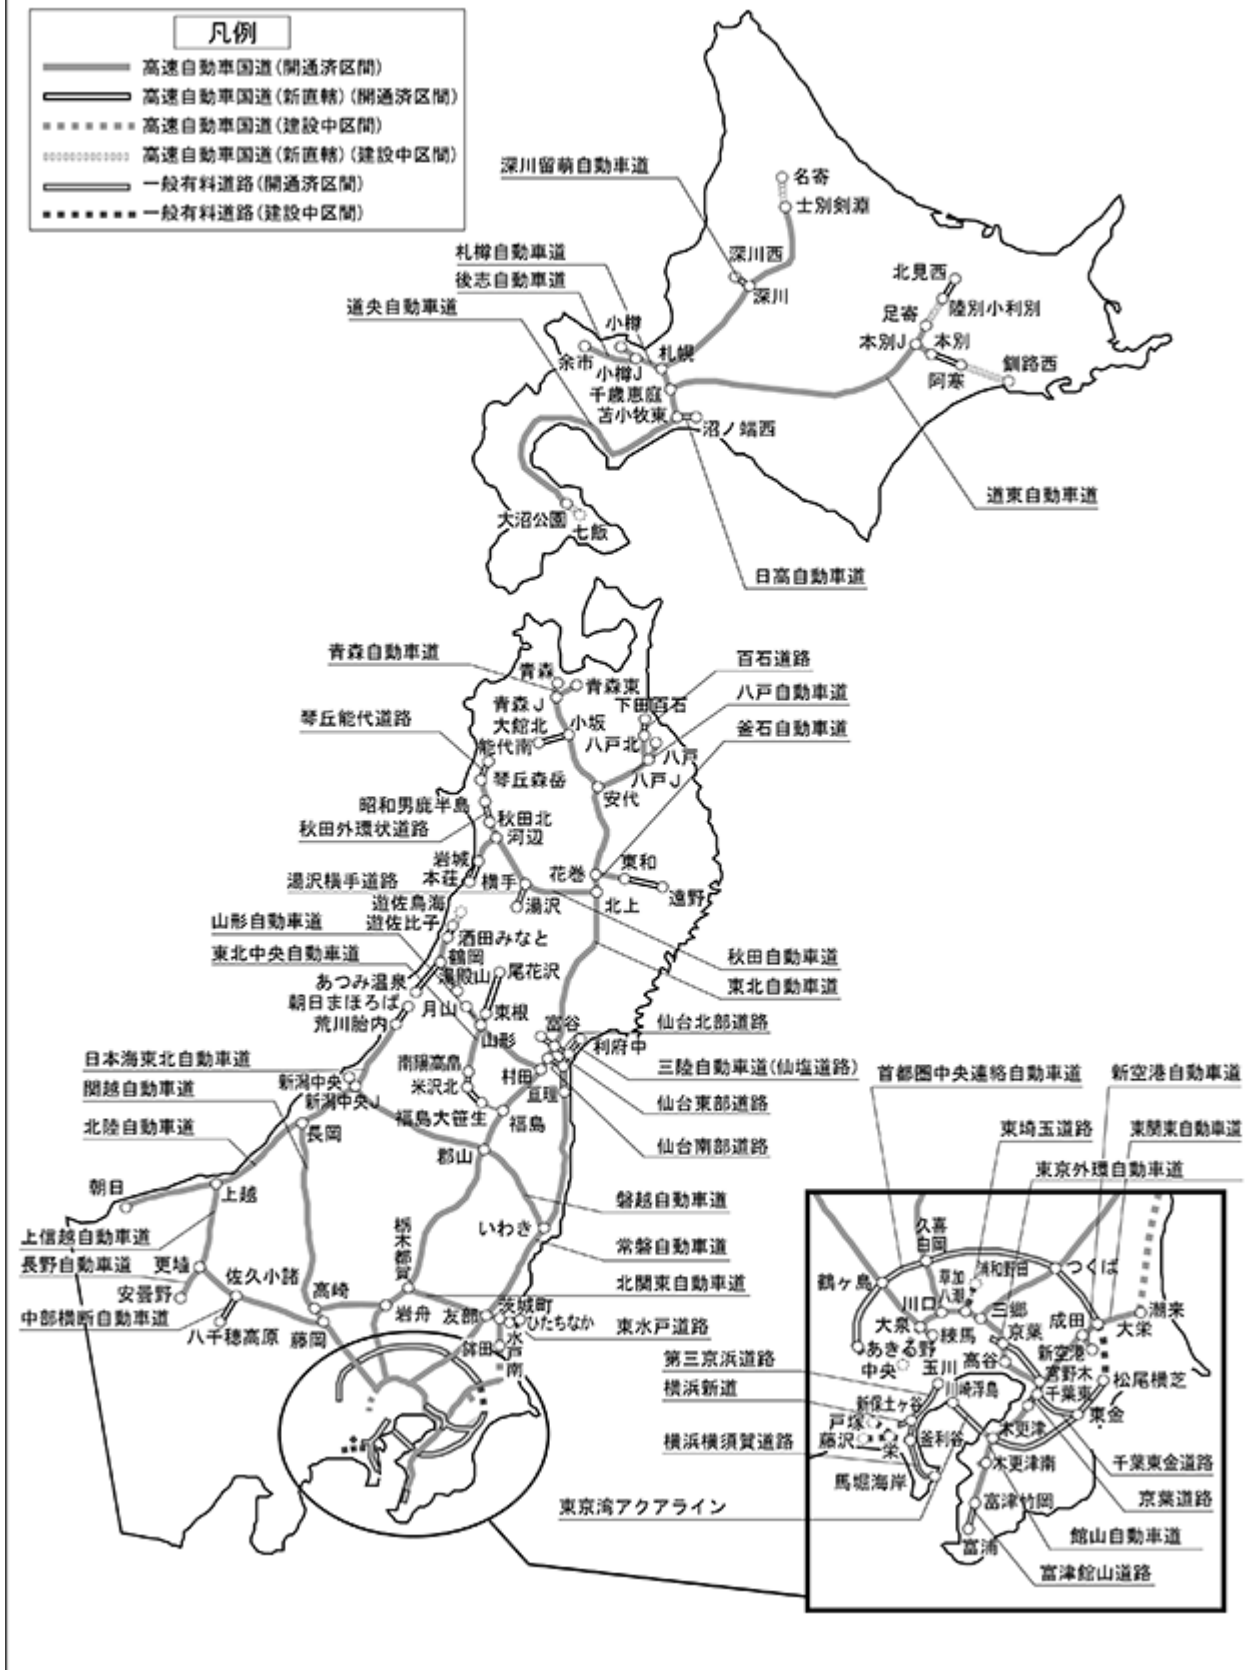 凡例
高速自動車国道(開通済区間)
高速自動車国道(新直轄)(開通済区間)
高速自動車国道(建設中区間)
高速自動車国道(新直轄)(建設中区間)
一般有料道路(開通済区間)
一般有料道路(建設中区間)
深川留萌自動車道
名寄
士別剣淵
札樽自動車道
深川西
後志自動車道
深川
北見西
道央自動車道
陸別小利別
足寄
小樽
本別J
本別
余市
小樽J
札幌
阿寒
釧路西
千歳恵庭
苫小牧東
沼ノ端西
道東自動車道
大沼公園
七飯
日高自動車道
青森自動車道
青森
青森東
百石道路
青森J
下田百石
八戸自動車道
琴丘能代道路
大館北
小坂
釜石自動車道
能代南
八戸北
八戸
琴丘森岳
八戸J
安代
昭和男鹿半島
秋田北
秋田外環状道路
河辺
岩城
花巻
東和
湯沢横手道路
本荘
横手
遠野
湯沢
北上
遊佐鳥海
山形自動車道
遊佐比子
酒田みなと
東北中央自動車道
鶴岡
秋田自動車道
湯殿山
尾花沢
東北自動車道
あつみ温泉
朝日まほろば
月山
東根
荒川胎内
富谷
仙台北部道路
山形
利府中
日本海東北自動車道
南陽高畠
三陸自動車道(仙塩道路)
関越自動車道
新潟中央
村田
米沢北
新潟中央J
亘理
仙台東部道路
北陸自動車道
長岡
福島大笹生
福島
郡山
仙台南部道路
朝日
上越
磐越自動車道
いわき
上信越自動車道
栃木都賀
常磐自動車道
長野自動車道
更埴
佐久小諸
北関東自動車道
安曇野
高崎
中部横断自動車道
岩舟
友部
茨城町
ひたちなか
東水戸道路
八千穂高原
藤岡
水戸南
鉾田
首都圏中央連絡自動車道
新空港自動車道
東埼玉道路
東関東自動車道
東京外環自動車道
久喜白岡
浦和野田
つくば
鶴ヶ島
草加
八潮
川口
三郷
成田
潮来
大泉
練馬
京葉
大栄
あきる野
新空港
中央
高谷
第三京浜道路
玉川
宮野木
松尾横芝
川崎浮島
千葉東
横浜新道
新保土ヶ谷
東金
戸塚
木更津
藤沢
栄
釜利谷
横浜横須賀道路
木更津南
千葉東金道路
馬堀海岸
富津竹岡
京葉道路
東京湾アクアライン
館山自動車道
富浦
富津館山道路